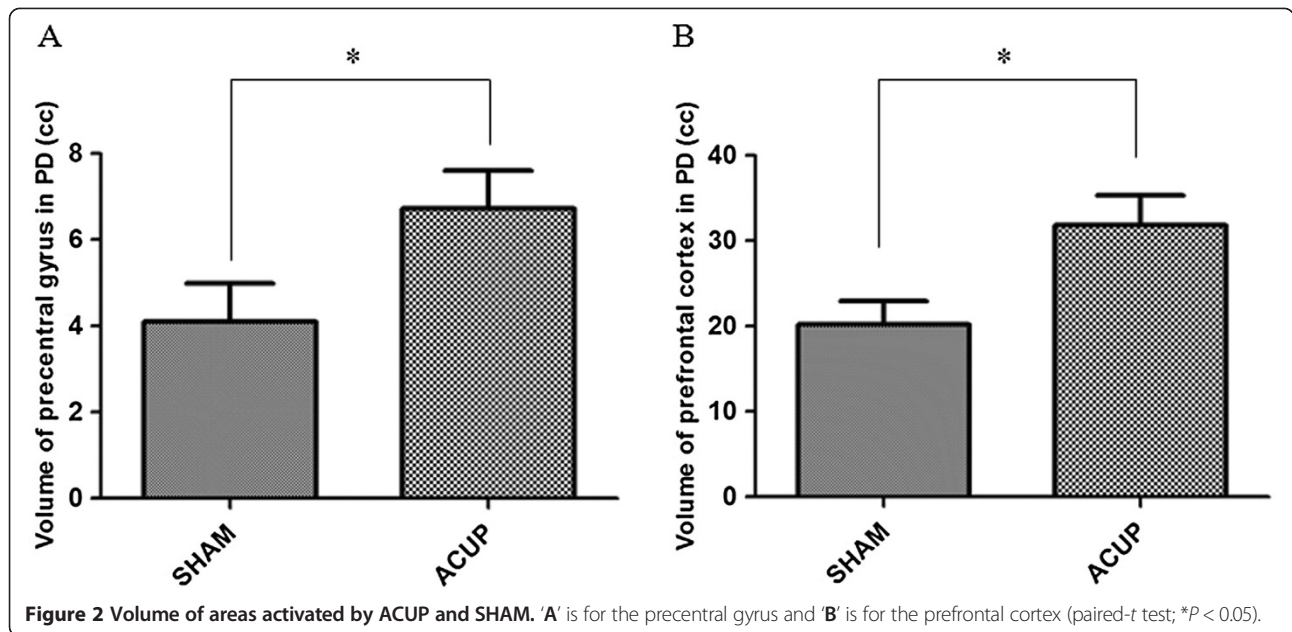 A
*
Volume of precentral gyrus in PD (cc)
8
6
4
2
0
SHAM
ACUP
B
*
Volume of prefrontal cortex in PD (cc)
40
30
20
10
0
SHAM
ACUP
Figure 2 Volume of areas activated by ACUP and SHAM. 'A' is for the precentral gyrus and 'B' is for the prefrontal cortex (paired-t test; *P < 0.05).